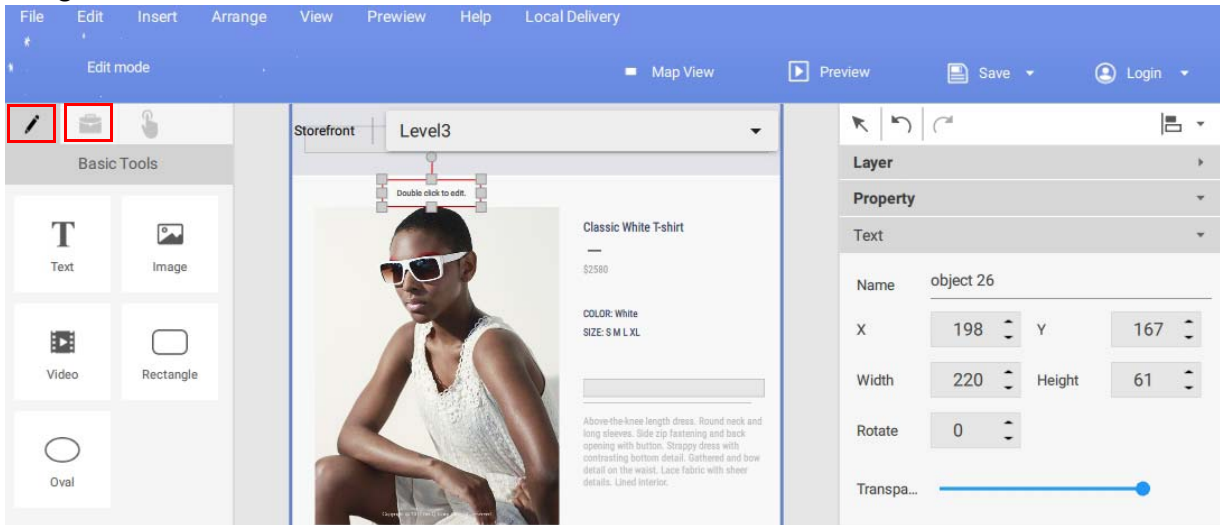 File Edit Insert Arrange View Prewiew Help Local Delivery
Edit mode Map View Preview Save Login
Storefront Level3
Basic Tools
Layer
Double click to edit.
Property
Text Image
Classic White T-shirt
Text
$2580
Name object 26
COLOR: White
X 198 Y 167
SIZE: S M L XL
Video Rectangle
Width 220 Height 61
Above-the-knee length dress. Round neck and
long sleeves. Side zip fastening and back
Rotate 0
opening with button. Strappy dress with
contrasting bottom detail. Gathered and bow
detail on the waist. Lace fabric with sheer
details. Lined interior.
Oval
Transpa...